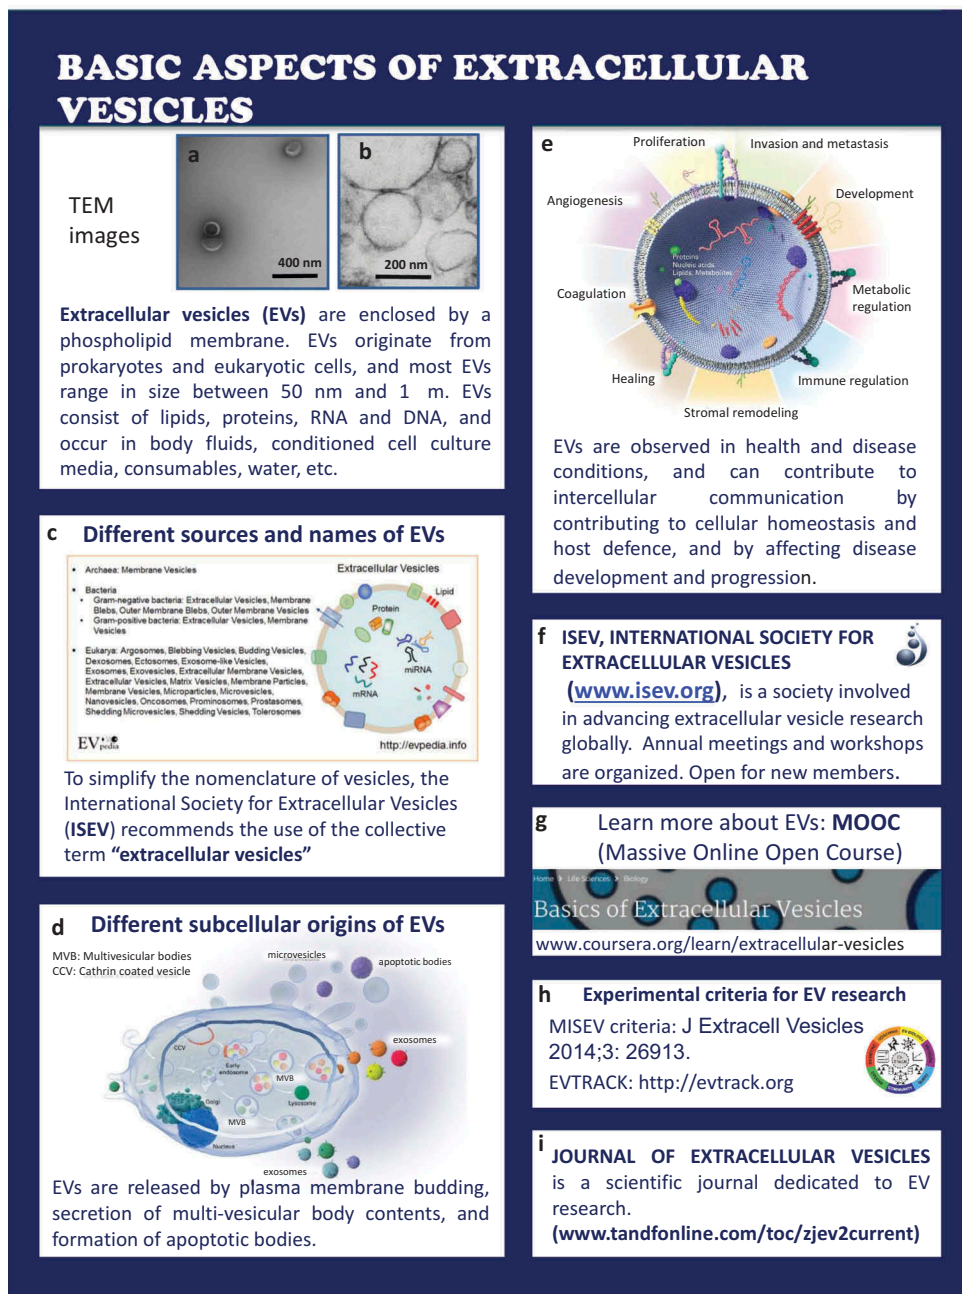 BASIC ASPECTS OF EXTRACELLULAR
VESICLES
TEM
images
a
400 nm
b
200 nm
Extracellular vesicles (EVs) are enclosed by a
phospholipid membrane. EVs originate from
prokaryotes and eukaryotic cells, and most EVs
range in size between 50 nm and 1 m. EVs
consist of lipids, proteins, RNA and DNA, and
occur in body fluids, conditioned cell culture
media, consumables, water, etc.
c Different sources and names of EVs
• Archaea: Membrane Vesicles
• Bacteria
• Gram-negative bacteria: Extracellular Vesicles, Membrane
Blebs, Outer Membrane Blebs, Outer Membrane Vesicles
• Gram-positive bacteria: Extracellular Vesicles, Membrane
Vesicles
• Eukarya: Argosomes, Blebbing Vesicles, Budding Vesicles,
Dexosomes, Ectosomes, Exosome-like Vesicles,
Exosomes, Exovesicles, Extracellular Membrane Vesicles,
Extracellular Vesicles, Matrix Vesicles, Membrane Particles,
Membrane Vesicles, Microparticles, Microvesicles,
Nanovesicles, Oncosomes, Prominosomes, Prostasomes,
Shedding Microvesicles, Shedding Vesicles, Tolerosomes
EVpedia
Extracellular Vesicles
Lipid
Protein
miRNA
mRNA
http://evpedia.info
To simplify the nomenclature of vesicles, the
International Society for Extracellular Vesicles
(ISEV) recommends the use of the collective
term “extracellular vesicles”
d Different subcellular origins of EVs
MVB: Multivesicular bodies
CCV: Cathrin coated vesicle
microvesicles
apoptotic bodies
exosomes
CCV
Early
endosome
MVB
Golgi
Lysosome
MVB
Nucleus
exosomes
EVs are released by plasma membrane budding,
secretion of multi-vesicular body contents, and
formation of apoptotic bodies.
e
Proliferation
Invasion and metastasis
Angiogenesis
Development
Proteins
Nucleic acids
Lipids, Metabolites
Coagulation
Metabolic
regulation
Healing
Immune regulation
Stromal remodeling
EVs are observed in health and disease
conditions, and can contribute to
intercellular communication by
contributing to cellular homeostasis and
host defence, and by affecting disease
development and progression.
f ISEV, INTERNATIONAL SOCIETY FOR
EXTRACELLULAR VESICLES
(www.isev.org), is a society involved
in advancing extracellular vesicle research
globally. Annual meetings and workshops
are organized. Open for new members.
g Learn more about EVs: MOOC
(Massive Online Open Course)
Home > Life Sciences > Biology
Basics of Extracellular Vesicles
www.coursera.org/learn/extracellular-vesicles
h Experimental criteria for EV research
MISEV criteria: J Extracell Vesicles
2014;3: 26913.
EVTRACK: http://evtrack.org
COMMUNITY
i JOURNAL OF EXTRACELLULAR VESICLES
is a scientific journal dedicated to EV
research.
(www.tandfonline.com/toc/zjev2current)